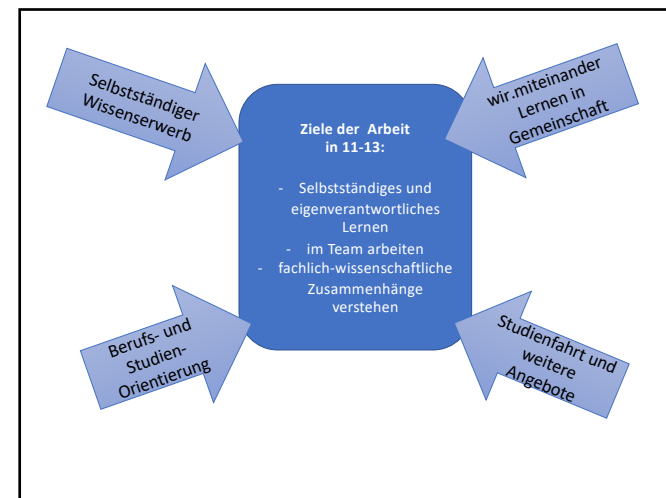 Selbstständiger
Wissenserwerb
wir.miteinander
Lernen in
Gemeinschaft
Ziele der Arbeit
in 11-13:
- Selbstständiges und
eigenverantwortliches
Lernen
- im Team arbeiten
- fachlich-wissenschaftliche
Zusammenhänge
verstehen
Berufs- und
Studien-
Orientierung
Studienfahrt und
weitere
Angebote